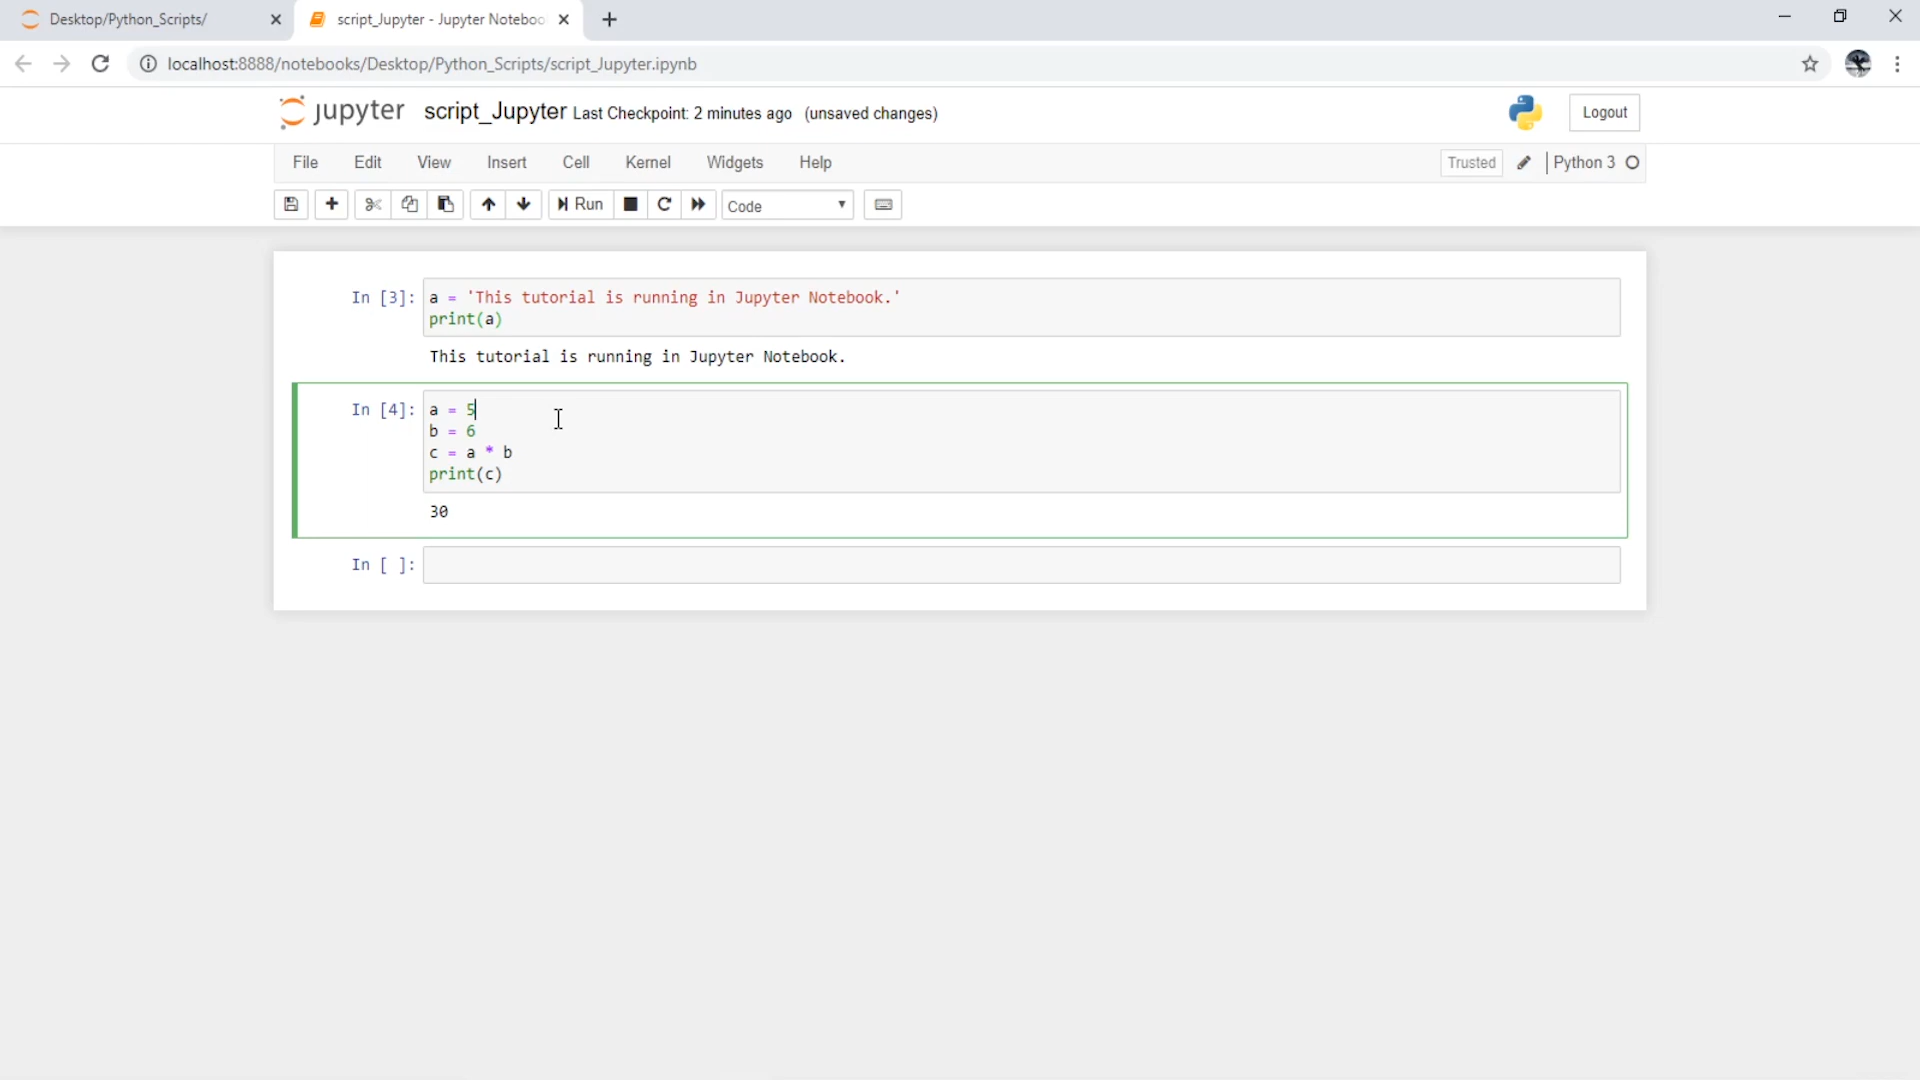 Desktop/Python_Scripts/
script_Jupyter - Jupyter Noteboo
localhost:8888/notebooks/Desktop/Python_Scripts/script_Jupyter.ipynb
jupyter script_Jupyter Last Checkpoint: 2 minutes ago (unsaved changes)
Logout
File Edit View Insert Cell Kernel Widgets Help
Trusted
Python 3
Run
Code
In [3]: a = 'This tutorial is running in Jupyter Notebook.'
print(a)
This tutorial is running in Jupyter Notebook.
In [4]: a = 5
b = 6
c = a * b
print(c)
30
In [ ]: